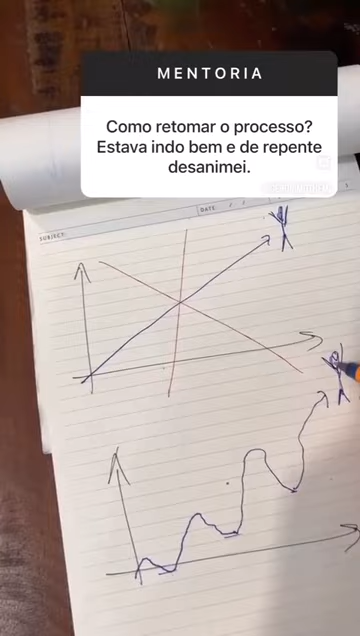 MENTORIA
Como retomar o processo?
Estava indo bem e de repente
desanimei.
DATE:
SUBJECT: